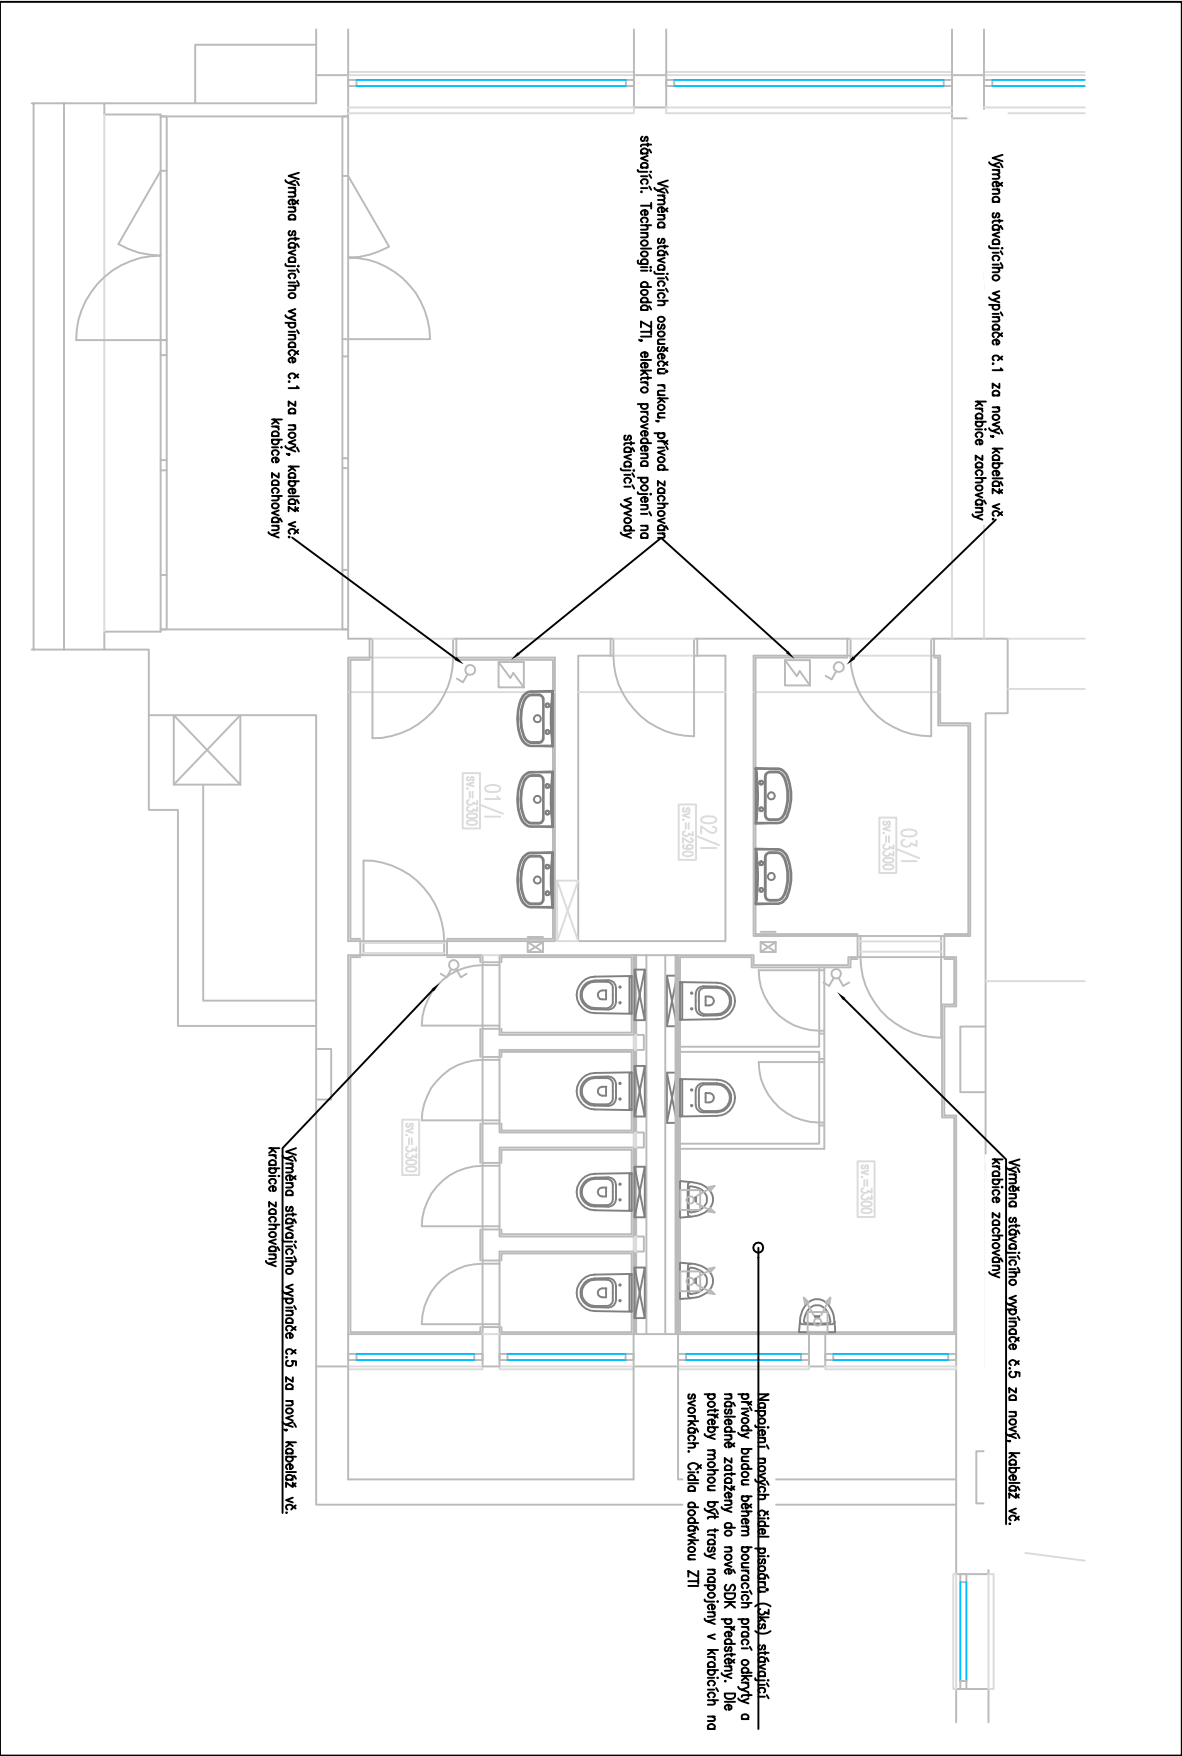 Výměna stávajícího vypínače č.1 za nový, kabeláž vč.
krabice zachovány
Výměna stávajících osoušečů rukou, přívod zachován
stávající. Technologii dodá ZTI, elektro provedena pojení na
stávající vyvody
Výměna stávajícího vypínače č.1 za nový, kabeláž vč.
krabice zachovány
03/I
sv.=3300
02/I
sv.=3290
01/I
sv.=3300
sv.=3300
sv.=3300
Výměna stávajícího vypínače č.5 za nový, kabeláž vč.
krabice zachovány
Napojení nových čidel pisoárů (3ks) stávající
přívody budou během bouracích prací odkryty a
následně zataženy do nové SDK předstěny. Dle
potřeby mohou být trasy napojeny v krabicích na
svorkách. Čidla dodávkou ZTI
Výměna stávajícího vypínače č.5 za nový, kabeláž vč.
krabice zachovány